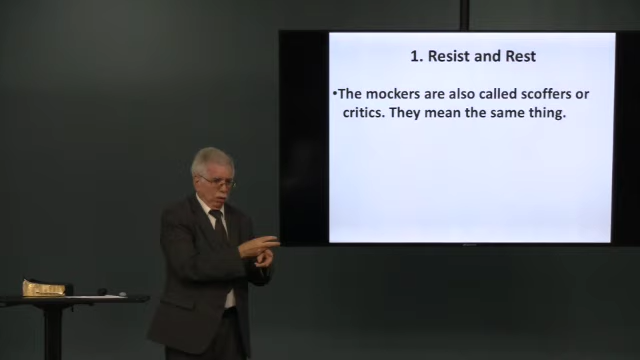 1. Resist and Rest
•The mockers are also called scoffers or
critics. They mean the same thing.